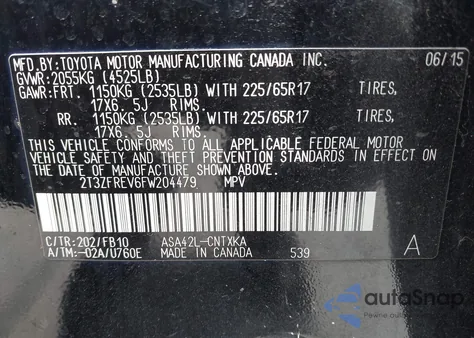 MFD.BY:TOYOTA MOTOR MANUFACTURING CANADA INC. 06/15
GVWR:2055KG (4525LB)
GAWR:FRT. 1150KG (2535LB) WITH 225/65R17 TIRES,
17X6. 5J RIMS.
RR. 1150KG (2535LB) WITH 225/65R17 TIRES,
17X6. 5J RIMS.
THIS VEHICLE CONFORMS TO ALL APPLICABLE FEDERAL MOTOR
VEHICLE SAFETY AND THEFT PREVENTION STANDARDS IN EFFECT ON
THE DATE OF MANUFACTURE SHOWN ABOVE.
2T3ZFREV6FW204479 MPV
C/TR:202/FB10 ASA42L-CNTXKA A
A/TM:-02A/U760E MADE IN CANADA 539
autoSnap
Pewne auto